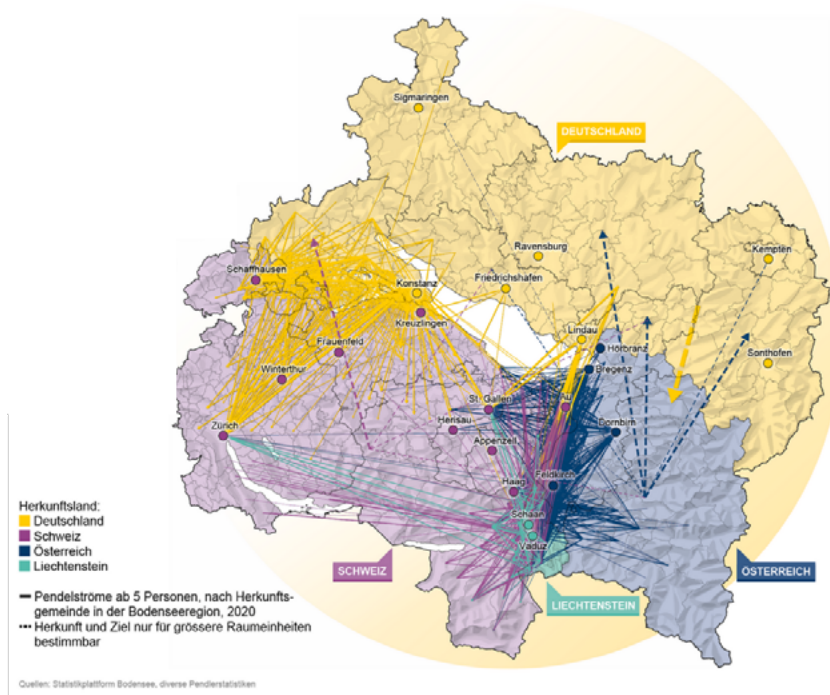 Sigmaringen
DEUTSCHLAND
Ravensburg
Kempten
Schaffhausen
Konstanz
Friedrichshafen
Kreuzlingen
Lindau
Frauenfeld
Hörbranz
Sonthofen
Winterthur
Bregenz
St. Gallen
Au
Zürich
Herisau
Dornbirn
Appenzell
Haag
Feldkirch
Schaan
Vaduz
SCHWEIZ
ÖSTERREICH
LIECHTENSTEIN
Herkunftsland:
Deutschland
Schweiz
Österreich
Liechtenstein
Pendelströme ab 5 Personen, nach Herkunfts-
gemeinde in der Bodenseeregion, 2020
Herkunft und Ziel nur für grössere Raumeinheiten
bestimmbar
Quellen: Statistikplattform Bodensee, diverse Pendlerstatistiken